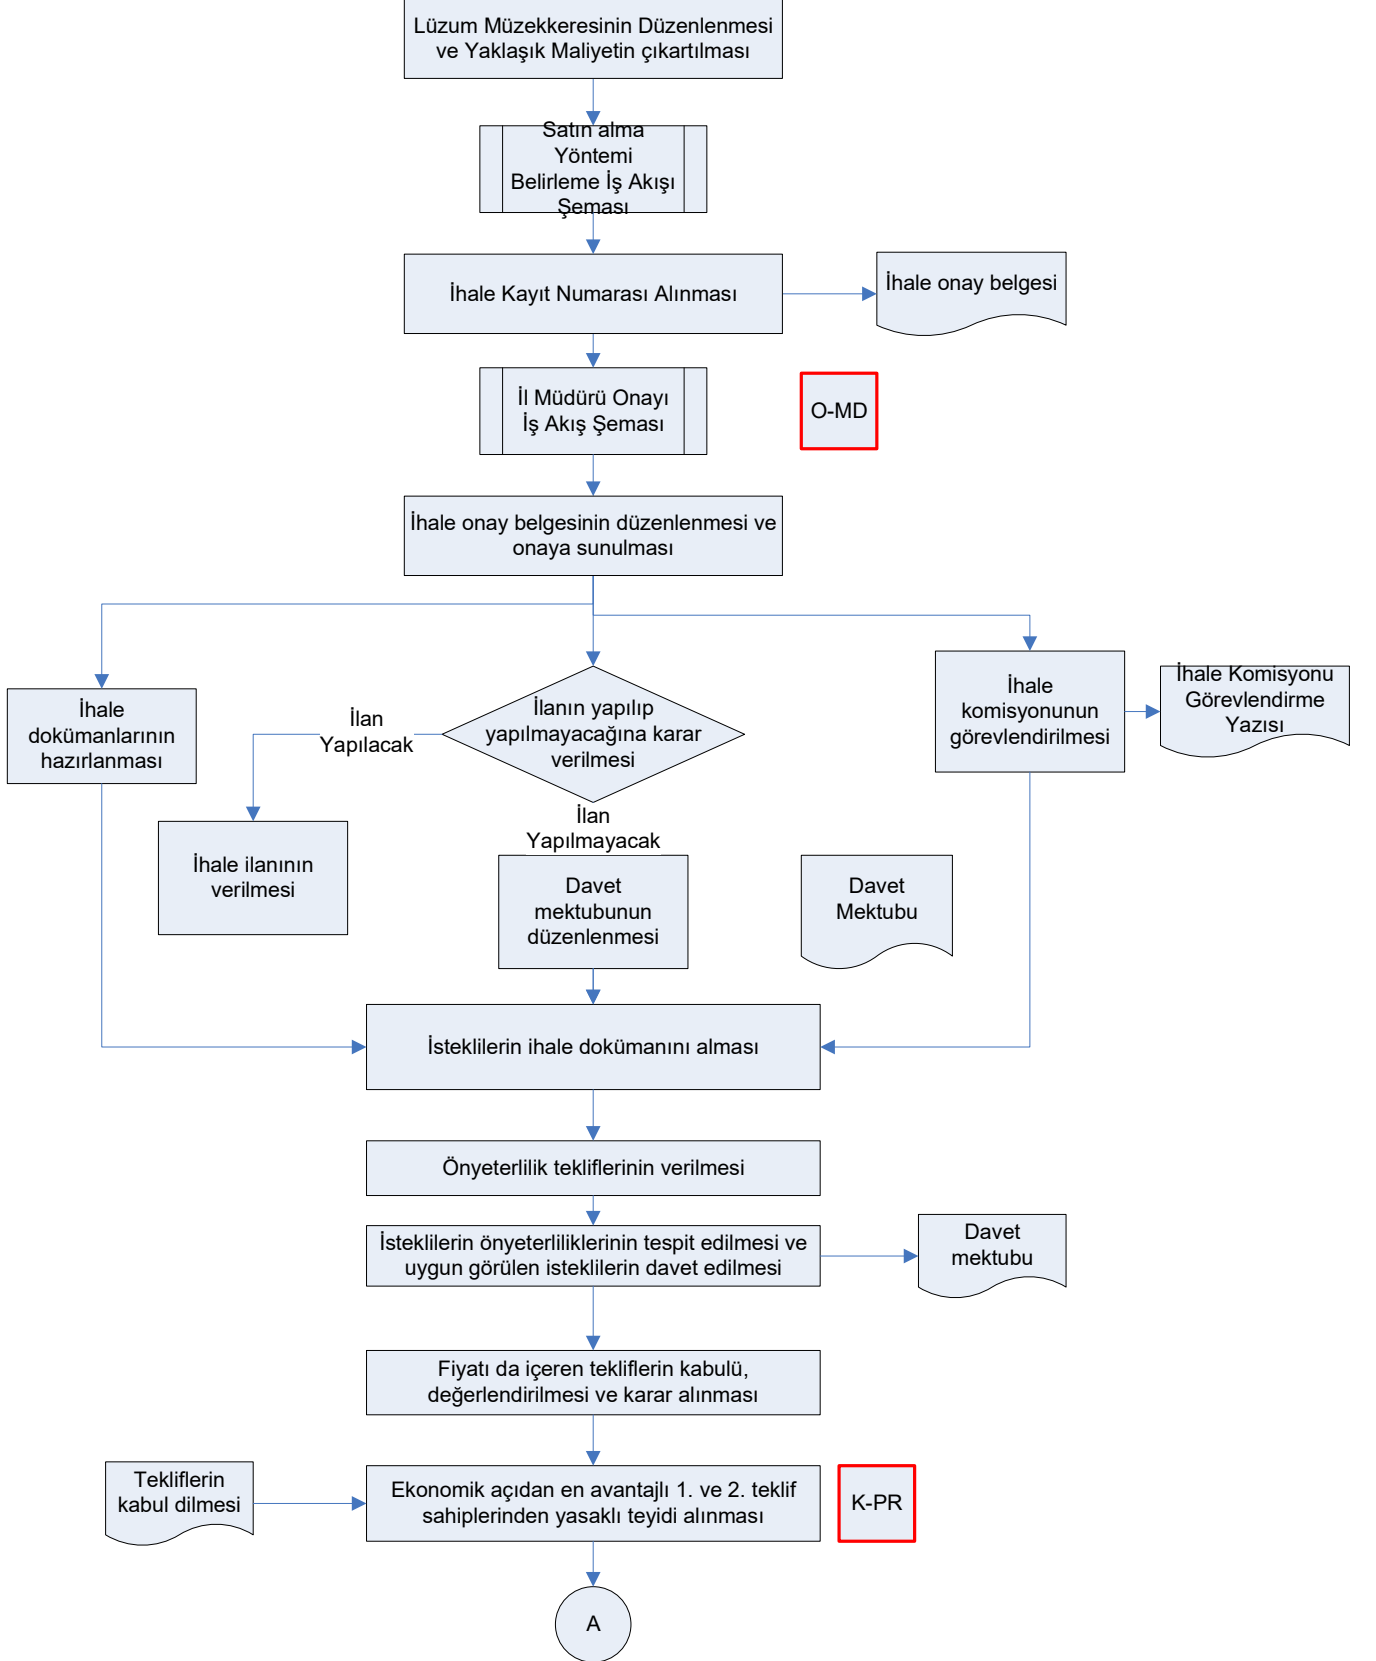 Lüzum Müzekkeresinin Düzenlenmesi
ve Yaklaşık Maliyetin çıkartılması
Satın alma
Yöntemi
Belirleme İş Akışı
Şeması
İhale Kayıt Numarası Alınması
İhale onay belgesi
İl Müdürü Onayı
İş Akış Şeması
O-MD
İhale onay belgesinin düzenlenmesi ve
onaya sunulması
İhale
dokümanlarının
hazırlanması
İlan
Yapılacak
İlanın yapılıp
yapılmayacağına karar
verilmesi
İhale
komisyonunun
görevlendirilmesi
İhale Komisyonu
Görevlendirme
Yazısı
İlan
Yapılmayacak
İhale ilanının
verilmesi
Davet
mektubunun
düzenlenmesi
Davet
Mektubu
İsteklilerin ihale dokümanını alması
Önyeterlilik tekliflerinin verilmesi
İsteklilerin önyeterliliklerinin tespit edilmesi ve
uygun görülen isteklilerin davet edilmesi
Davet
mektubu
Fiyatı da içeren tekliflerin kabulü,
değerlendirilmesi ve karar alınması
Tekliflerin
kabul dilmesi
Ekonomik açıdan en avantajlı 1. ve 2. teklif
sahiplerinden yasaklı teyidi alınması
K-PR
A